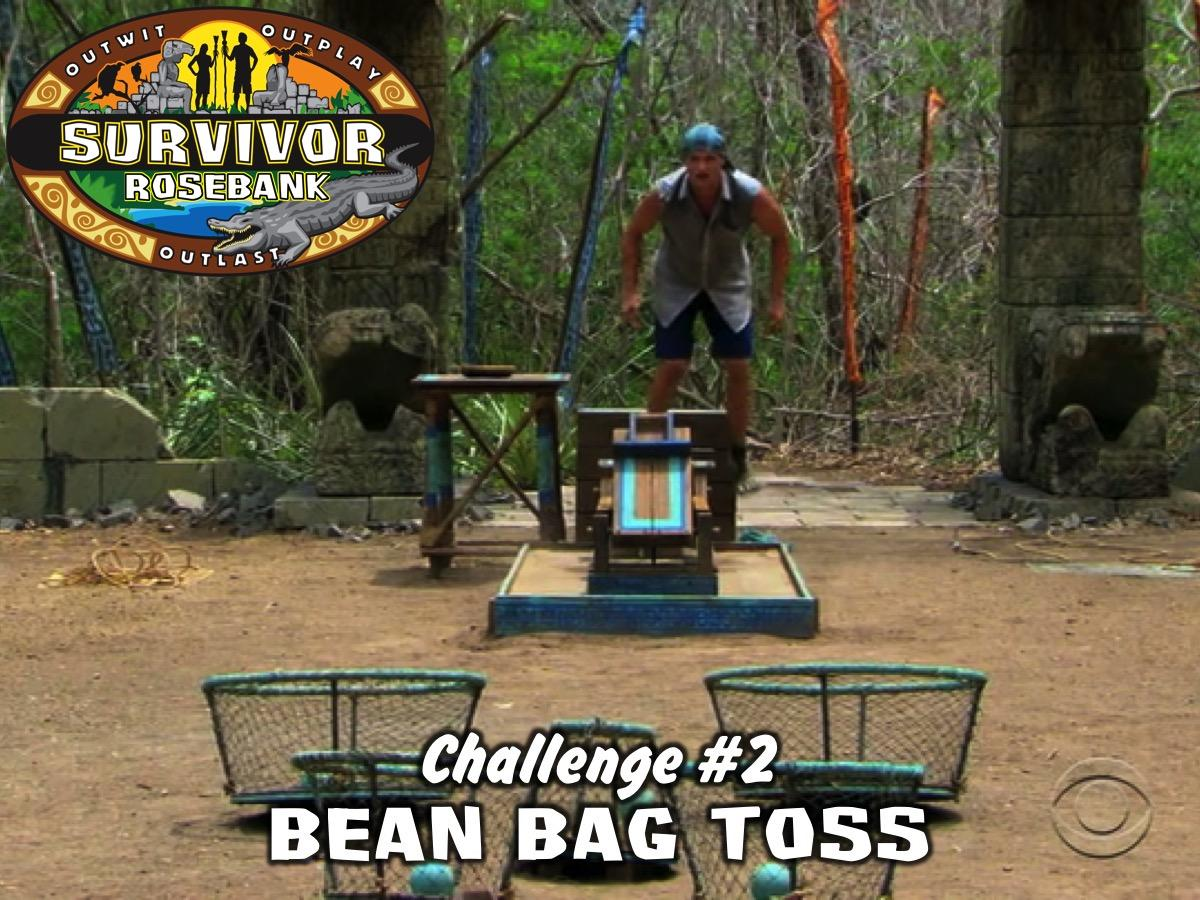 OUTWIT OUTPLAY
SURVIVOR
ROSEBANK
OUTLAST
Challenge #2
BEAN BAG TOSS